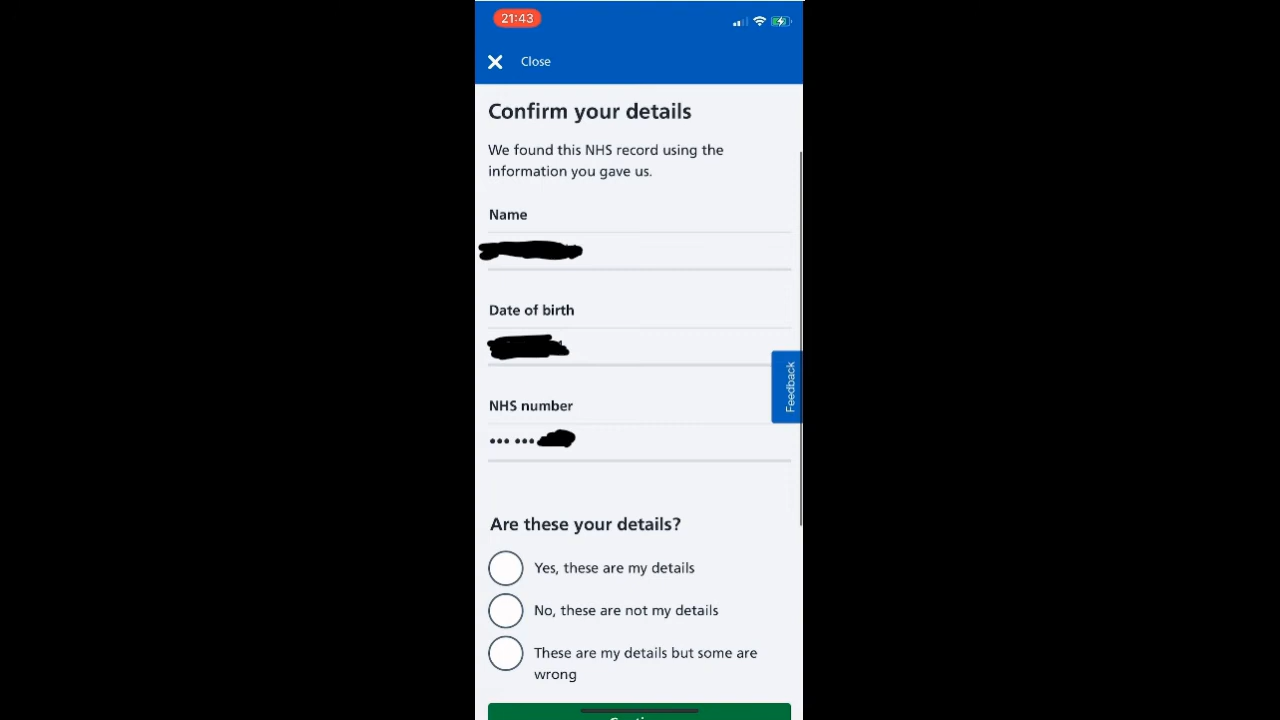 21:43
Close
Confirm your details
We found this NHS record using the
information you gave us.
Name
Date of birth
Feedback
NHS number
••• •••
Are these your details?
Yes, these are my details
No, these are not my details
These are my details but some are
wrong